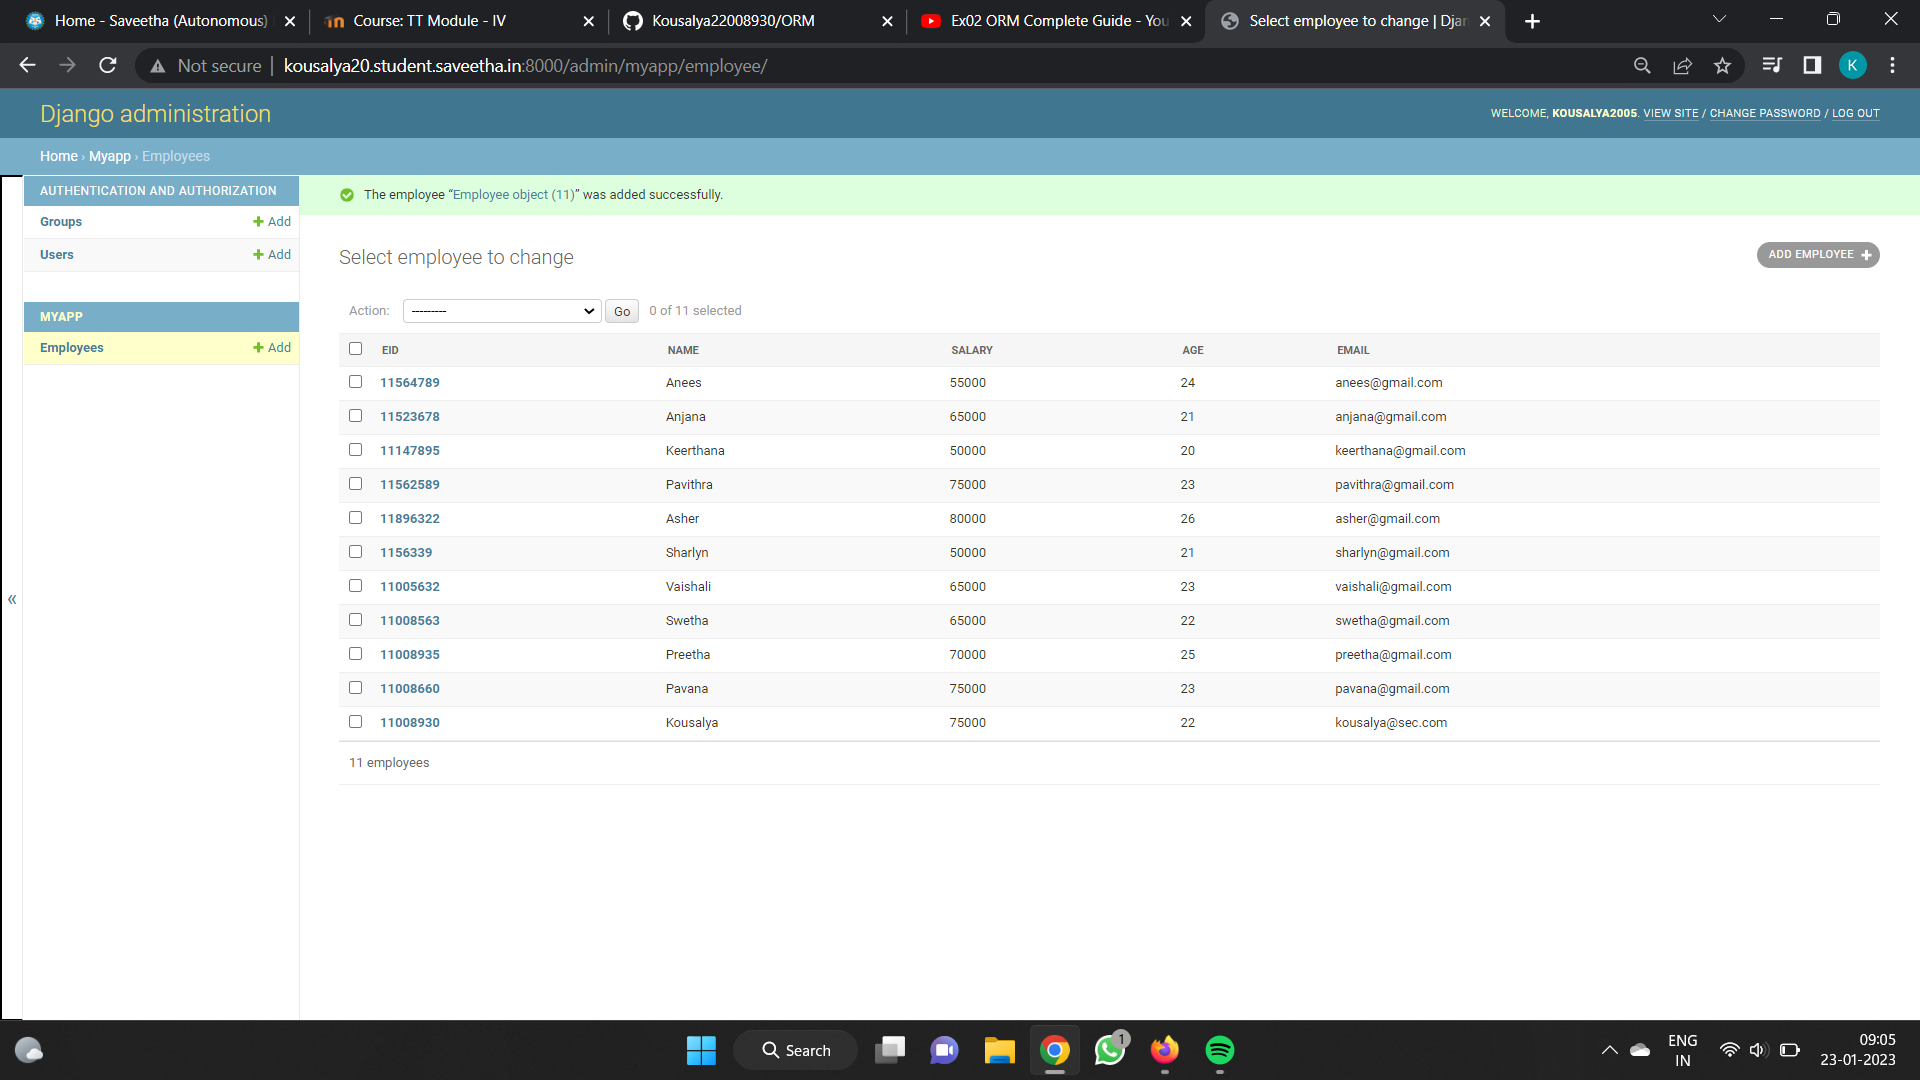 Home - Saveetha (Autonomous)
Course: TT Module - IV
Kousalya22008930/ORM
Ex02 ORM Complete Guide - You
Select employee to change | Djan
Not secure | kousalya20.student.saveetha.in:8000/admin/myapp/employee/
K
Django administration
WELCOME, KOUSALYA2005. VIEW SITE / CHANGE PASSWORD / LOG OUT
Home › Myapp › Employees
AUTHENTICATION AND AUTHORIZATION
Groups + Add
Users + Add
MYAPP
Employees + Add
«
The employee “Employee object (11)” was added successfully.
Select employee to change
ADD EMPLOYEE +
Action: --------- Go 0 of 11 selected
EID NAME SALARY AGE EMAIL
11564789 Anees 55000 24 anees@gmail.com
11523678 Anjana 65000 21 anjana@gmail.com
11147895 Keerthana 50000 20 keerthana@gmail.com
11562589 Pavithra 75000 23 pavithra@gmail.com
11896322 Asher 80000 26 asher@gmail.com
1156339 Sharlyn 50000 21 sharlyn@gmail.com
11005632 Vaishali 65000 23 vaishali@gmail.com
11008563 Swetha 65000 22 swetha@gmail.com
11008935 Preetha 70000 25 preetha@gmail.com
11008660 Pavana 75000 23 pavana@gmail.com
11008930 Kousalya 75000 22 kousalya@sec.com
11 employees
Search
1
ENG
IN
09:05
23-01-2023